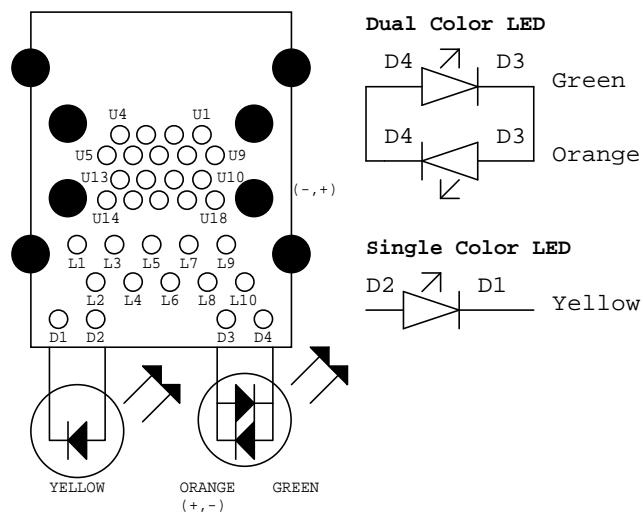 Dual Color LED
D4 D3
Green
D4 D3
Orange
U4 U1
U5 U9
U13 U10
(-,+)
U14 U18
L1 L3 L5 L7 L9
L2 L4 L6 L8 L10
D1 D2 D3 D4
Single Color LED
D2 D1
Yellow
YELLOW ORANGE GREEN
(+,-)